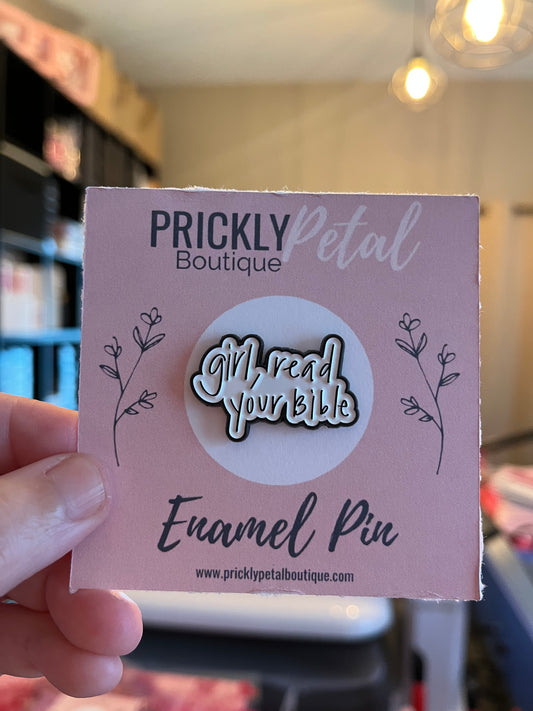 PRICKLY Petal
Boutique
girl, read
your Bible
Enamel Pin
www.pricklypetalboutique.com